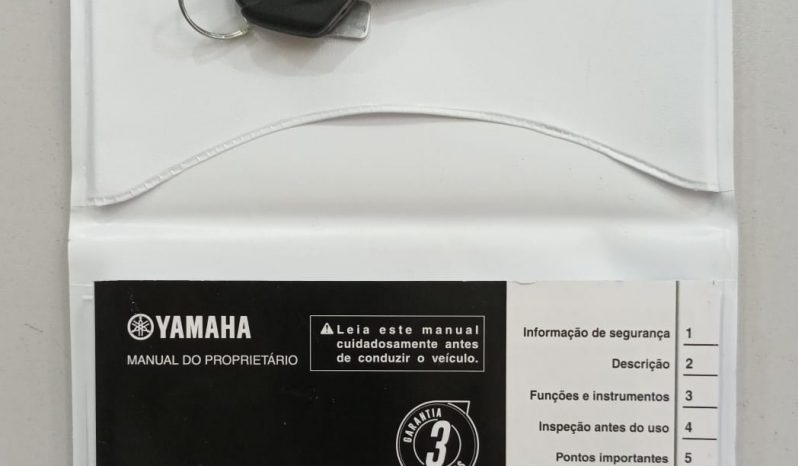 YAMAHA
MANUAL DO PROPRIETÁRIO
Leia este manual
cuidadosamente antes
de conduzir o veículo.
GARANTIA
3
Informação de segurança 1
Descrição 2
Funções e instrumentos 3
Inspeção antes do uso 4
Pontos importantes 5